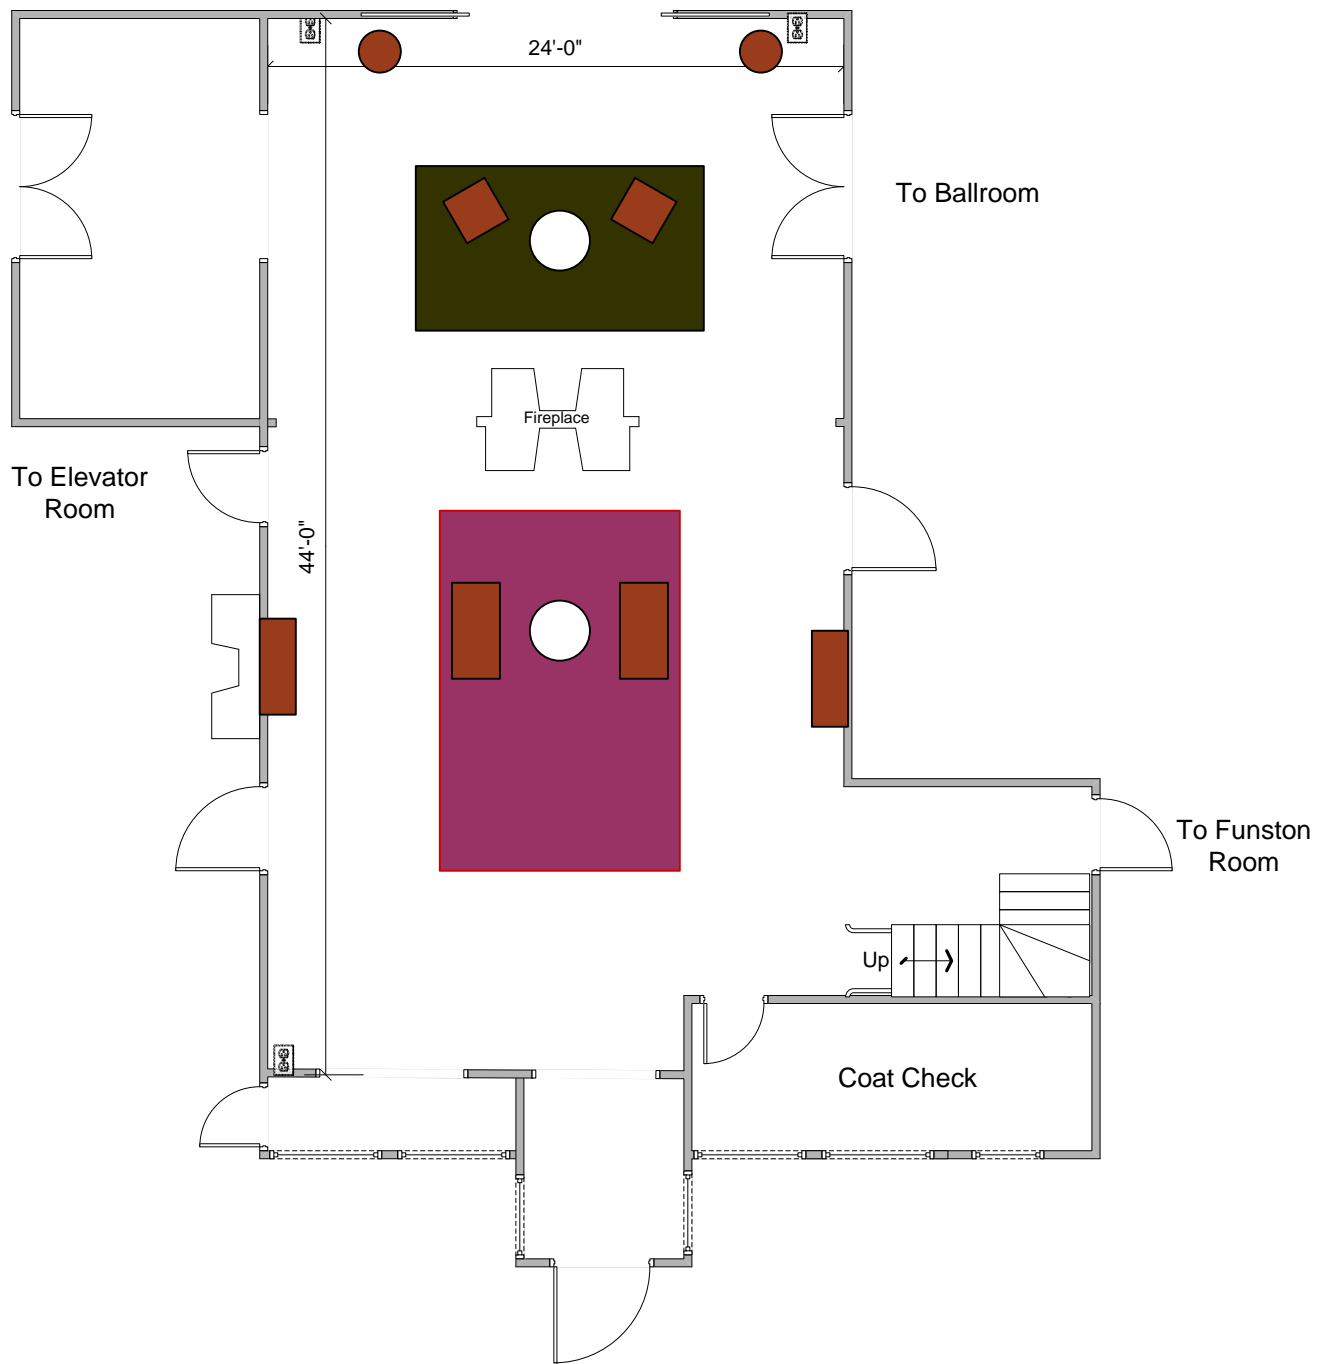 24'-0"
To Ballroom
Fireplace
To Elevator
Room
44'-0"
To Funston
Room
Up
Coat Check